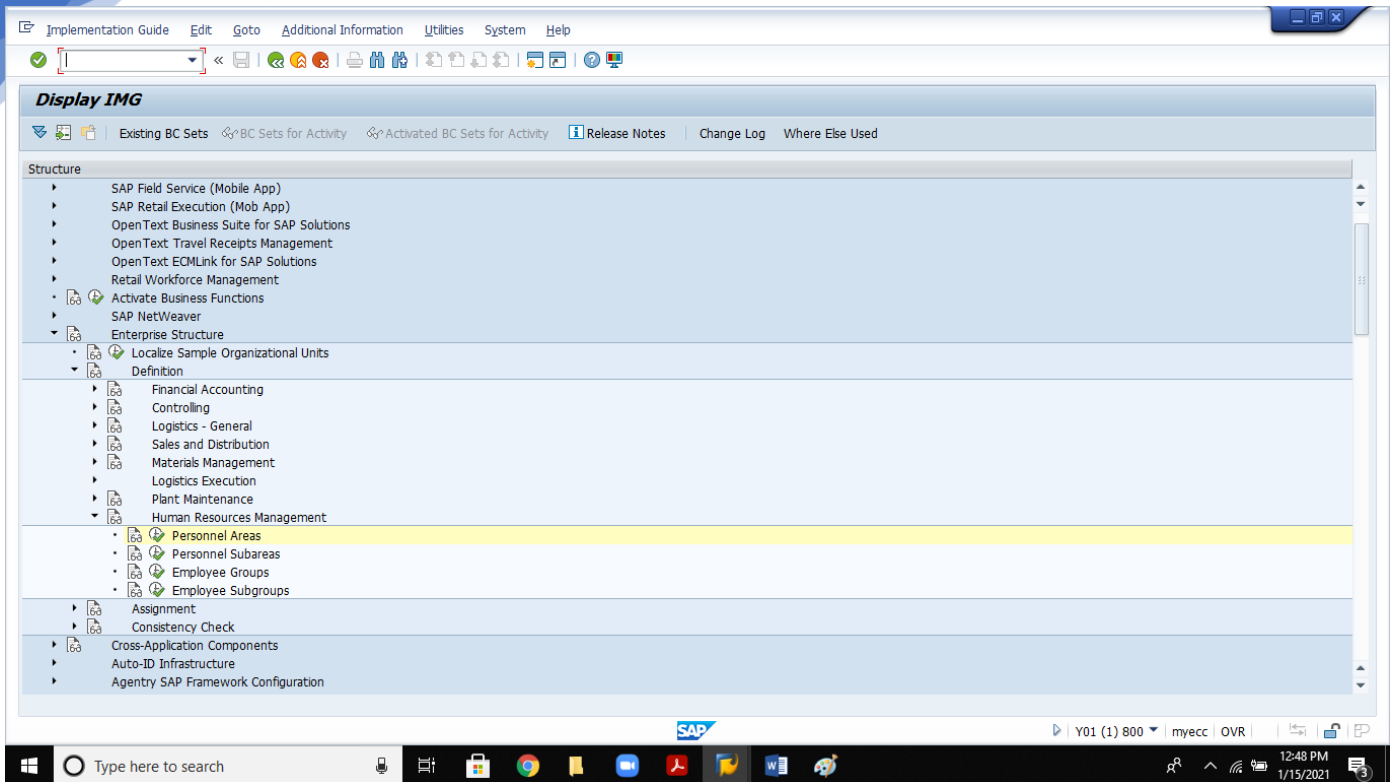 Implementation Guide Edit Goto Additional Information Utilities System Help
Display IMG
Existing BC Sets BC Sets for Activity Activated BC Sets for Activity Release Notes Change Log Where Else Used
Structure
SAP Field Service (Mobile App)
SAP Retail Execution (Mob App)
OpenText Business Suite for SAP Solutions
OpenText Travel Receipts Management
OpenText ECMLink for SAP Solutions
Retail Workforce Management
Activate Business Functions
SAP NetWeaver
Enterprise Structure
Localize Sample Organizational Units
Definition
Financial Accounting
Controlling
Logistics - General
Sales and Distribution
Materials Management
Logistics Execution
Plant Maintenance
Human Resources Management
Personnel Areas
Personnel Subareas
Employee Groups
Employee Subgroups
Assignment
Consistency Check
Cross-Application Components
Auto-ID Infrastructure
Agentry SAP Framework Configuration
SAP Y01 (1) 800 myecc OVR
Type here to search
12:48 PM
1/15/2021
3